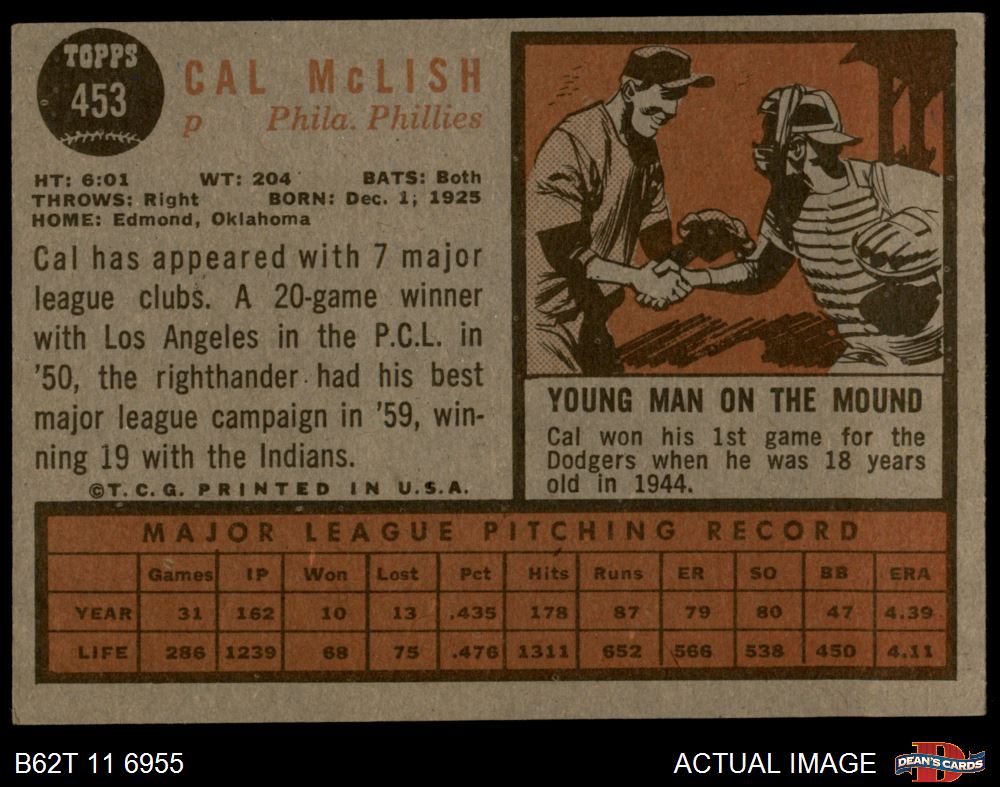 TOPPS
453
CAL McLISH
p Phila. Phillies
HT: 6:01 WT: 204 BATS: Both
THROWS: Right BORN: Dec. 1, 1925
HOME: Edmond, Oklahoma
Cal has appeared with 7 major
league clubs. A 20-game winner
with Los Angeles in the P.C.L. in
'50, the righthander had his best
major league campaign in '59, win-
ning 19 with the Indians.
©T.C.G. PRINTED IN U.S.A.
YOUNG MAN ON THE MOUND
Cal won his 1st game for the
Dodgers when he was 18 years
old in 1944.
MAJOR LEAGUE PITCHING RECORD
Games IP Won Lost Pct Hits Runs ER SO BB ERA
YEAR 31 162 10 13 .435 178 87 79 80 47 4.39
LIFE 286 1239 68 75 .476 1311 652 566 538 450 4.11
B62T 11 6955 ACTUAL IMAGE DEAN'S CARDS